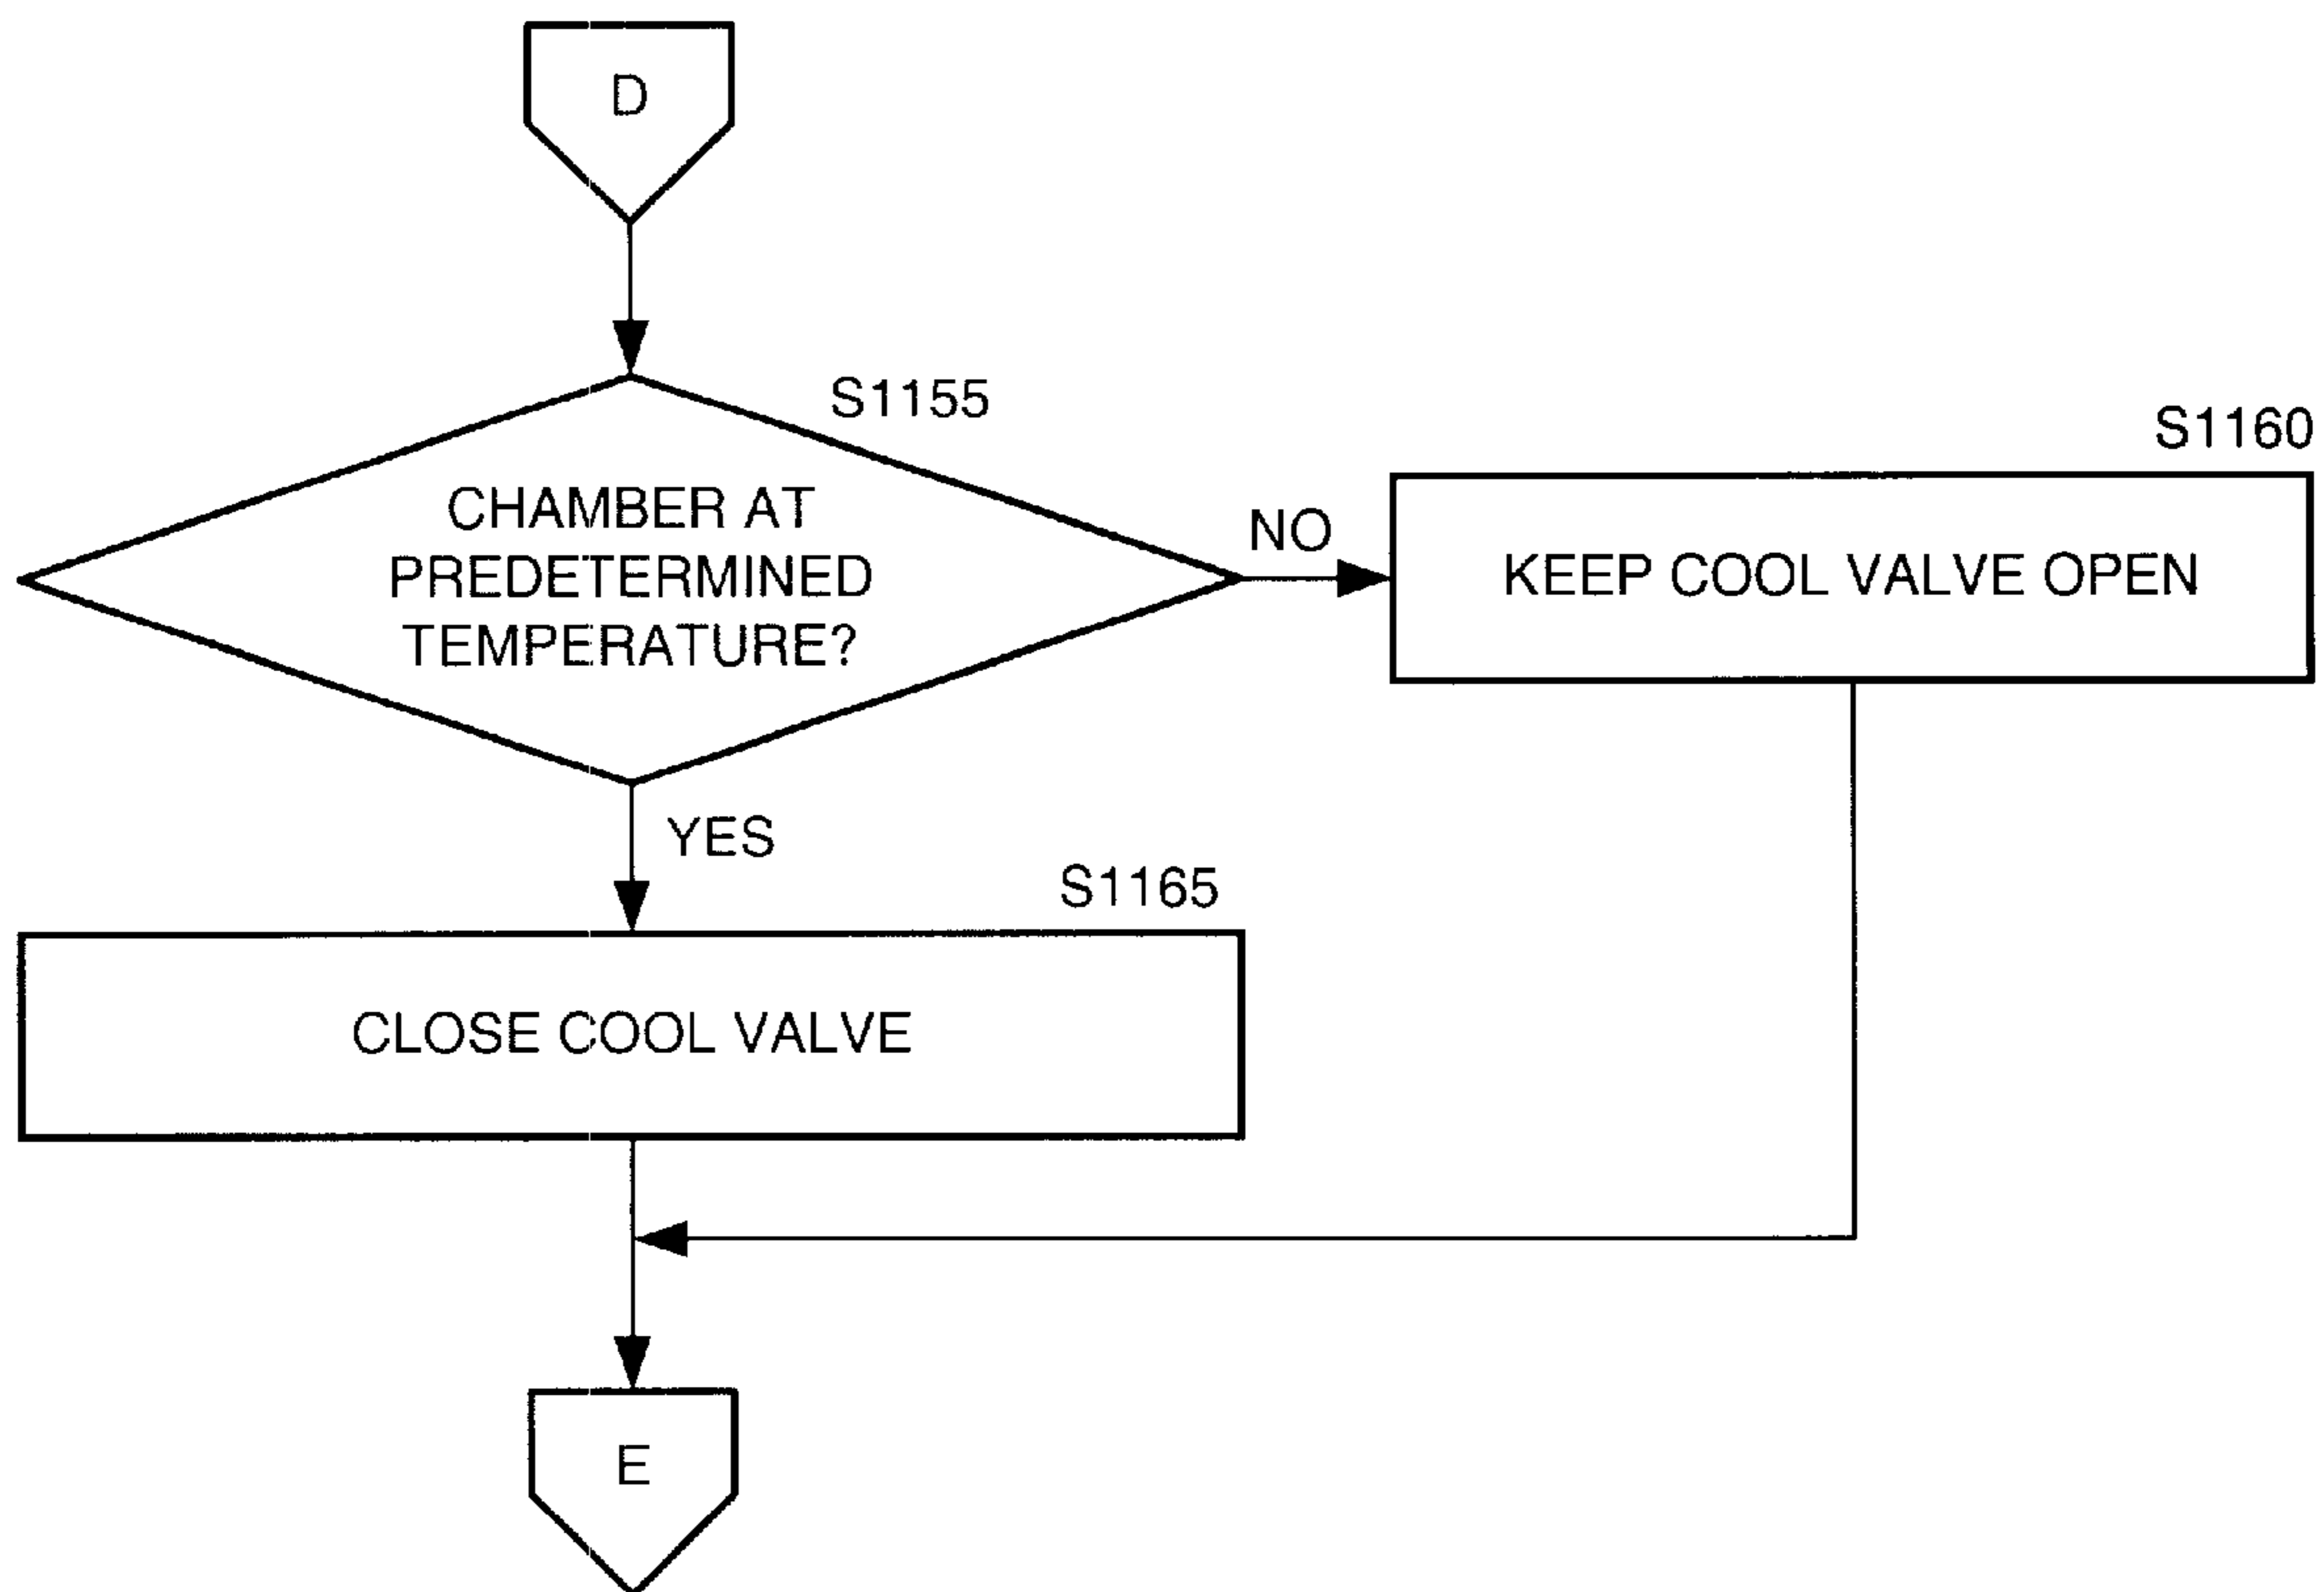 D
S1155
CHAMBER AT
PREDETERMINED
TEMPERATURE?
NO
S1160
KEEP COOL VALVE OPEN
YES
S1165
CLOSE COOL VALVE
E